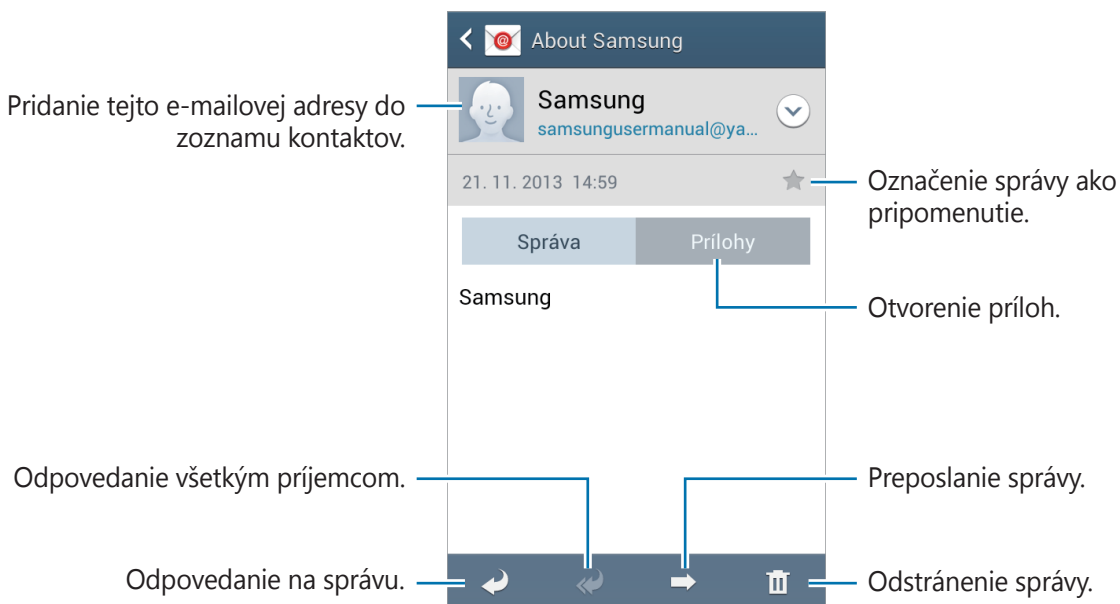 About Samsung
Pridanie tejto e-mailovej adresy do
zoznamu kontaktov.
Samsung
samsungusermanual@ya...
21. 11. 2013 14:59
Označenie správy ako
pripomenutie.
Správa
Prílohy
Samsung
Otvorenie príloh.
Odpovedanie všetkým príjemcom.
Preposlanie správy.
Odpovedanie na správu.
Odstránenie správy.